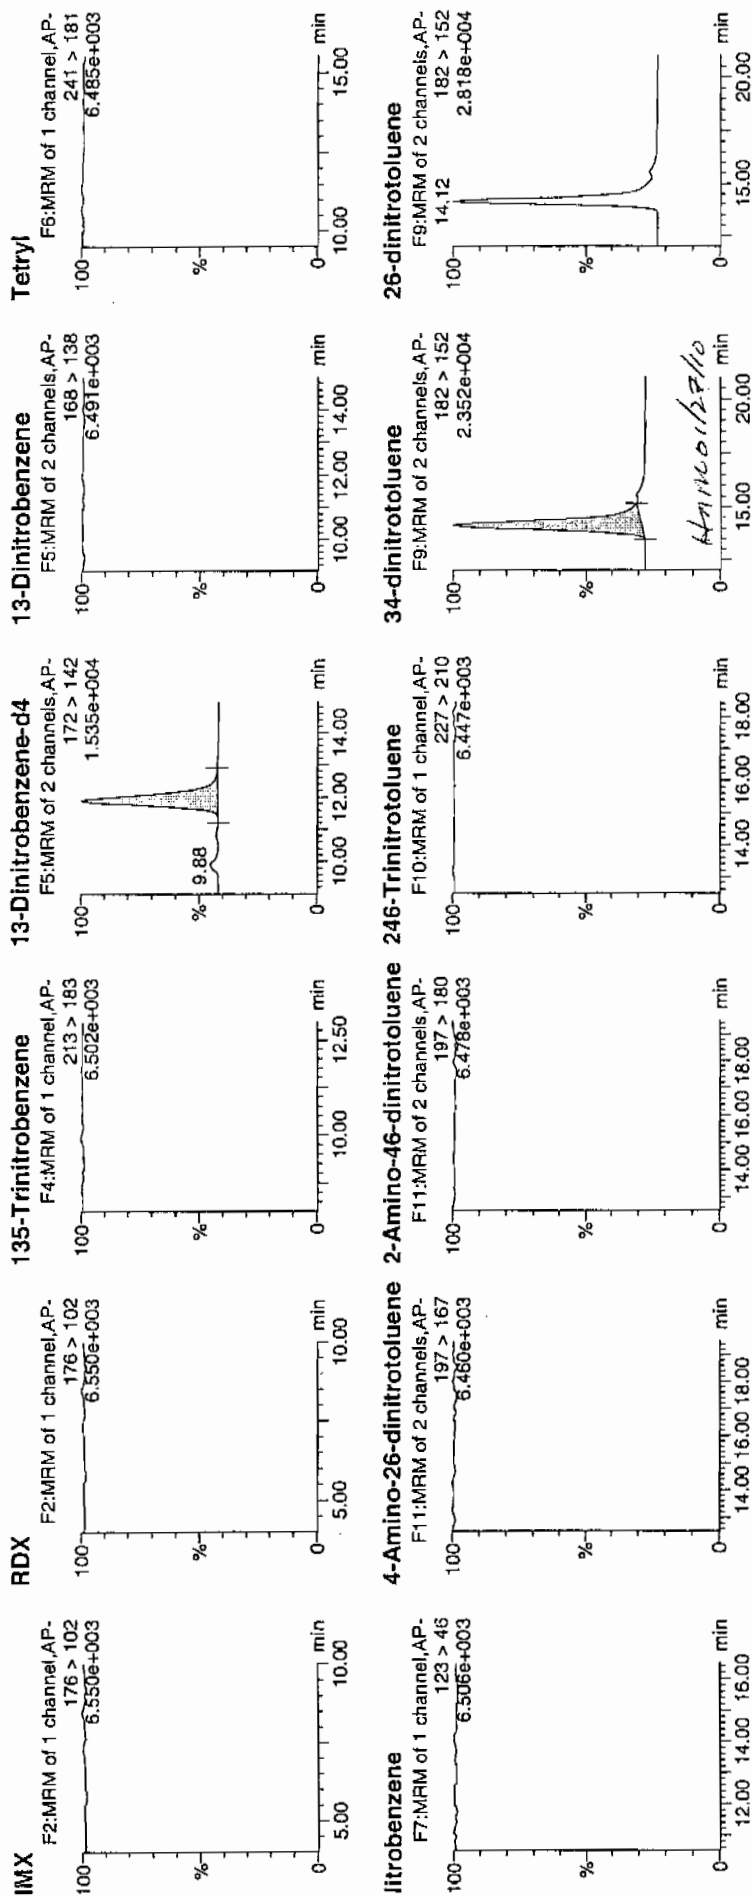 IMX
F2:MRM of 1 channel,AP-
176 > 102
6.550e+003
100
%
0
5.00
10.00
min
RDX
F2:MRM of 1 channel,AP-
176 > 102
6.550e+003
100
%
0
5.00
10.00
min
135-Trinitrobenzene
F4:MRM of 1 channel,AP-
213 > 183
6.502e+003
100
%
0
10.00
12.50
min
13-Dinitrobenzene-d4
F5:MRM of 2 channels,AP-
172 > 142
1.535e+004
100
%
9.88
0
10.00
12.00
14.00
min
13-Dinitrobenzene
F5:MRM of 2 channels,AP-
168 > 138
6.491e+003
100
%
0
10.00
12.00
14.00
min
Tetryl
F6:MRM of 1 channel,AP-
241 > 181
6.485e+003
100
%
0
10.00
15.00
min
litrobenzene
F7:MRM of 1 channel,AP-
123 > 46
6.506e+003
100
%
0
12.00
14.00
16.00
min
4-Amino-26-dinitrotoluene
F11:MRM of 2 channels,AP-
197 > 167
6.460e+003
100
%
0
14.00
16.00
18.00
min
2-Amino-46-dinitrotoluene
F11:MRM of 2 channels,AP-
197 > 180
6.478e+003
100
%
0
14.00
16.00
18.00
min
246-Trinitrotoluene
F10:MRM of 1 channel,AP-
227 > 210
6.447e+003
100
%
0
14.00
16.00
18.00
min
34-dinitrotoluene
F9:MRM of 2 channels,AP-
182 > 152
2.352e+004
100
%
0
15.00
20.00
min
01/27/10
26-dinitrotoluene
F9:MRM of 2 channels,AP-
182 > 152
2.818e+004
14.12
100
%
0
15.00
20.00
min